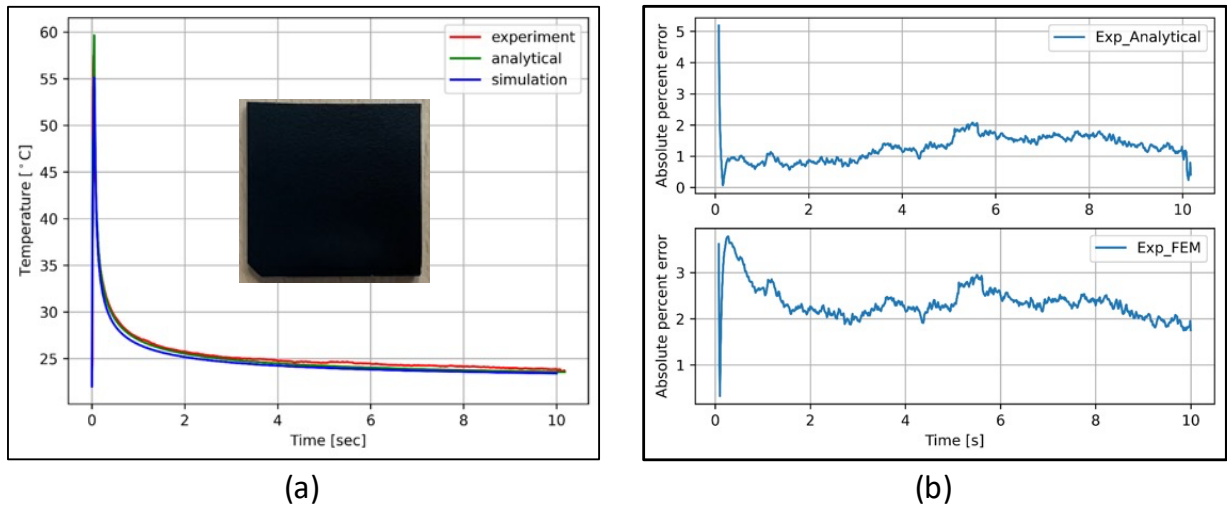 60
55
50
45
40
35
30
25
Temperature [°C]
experiment
analytical
simulation
0 2 4 6 8 10
Time [sec]
(a)
5
4
3
2
1
0
Absolute percent error
Exp_Analytical
0 2 4 6 8 10
3
2
1
Absolute percent error
Exp_FEM
0 2 4 6 8 10
Time [s]
(b)